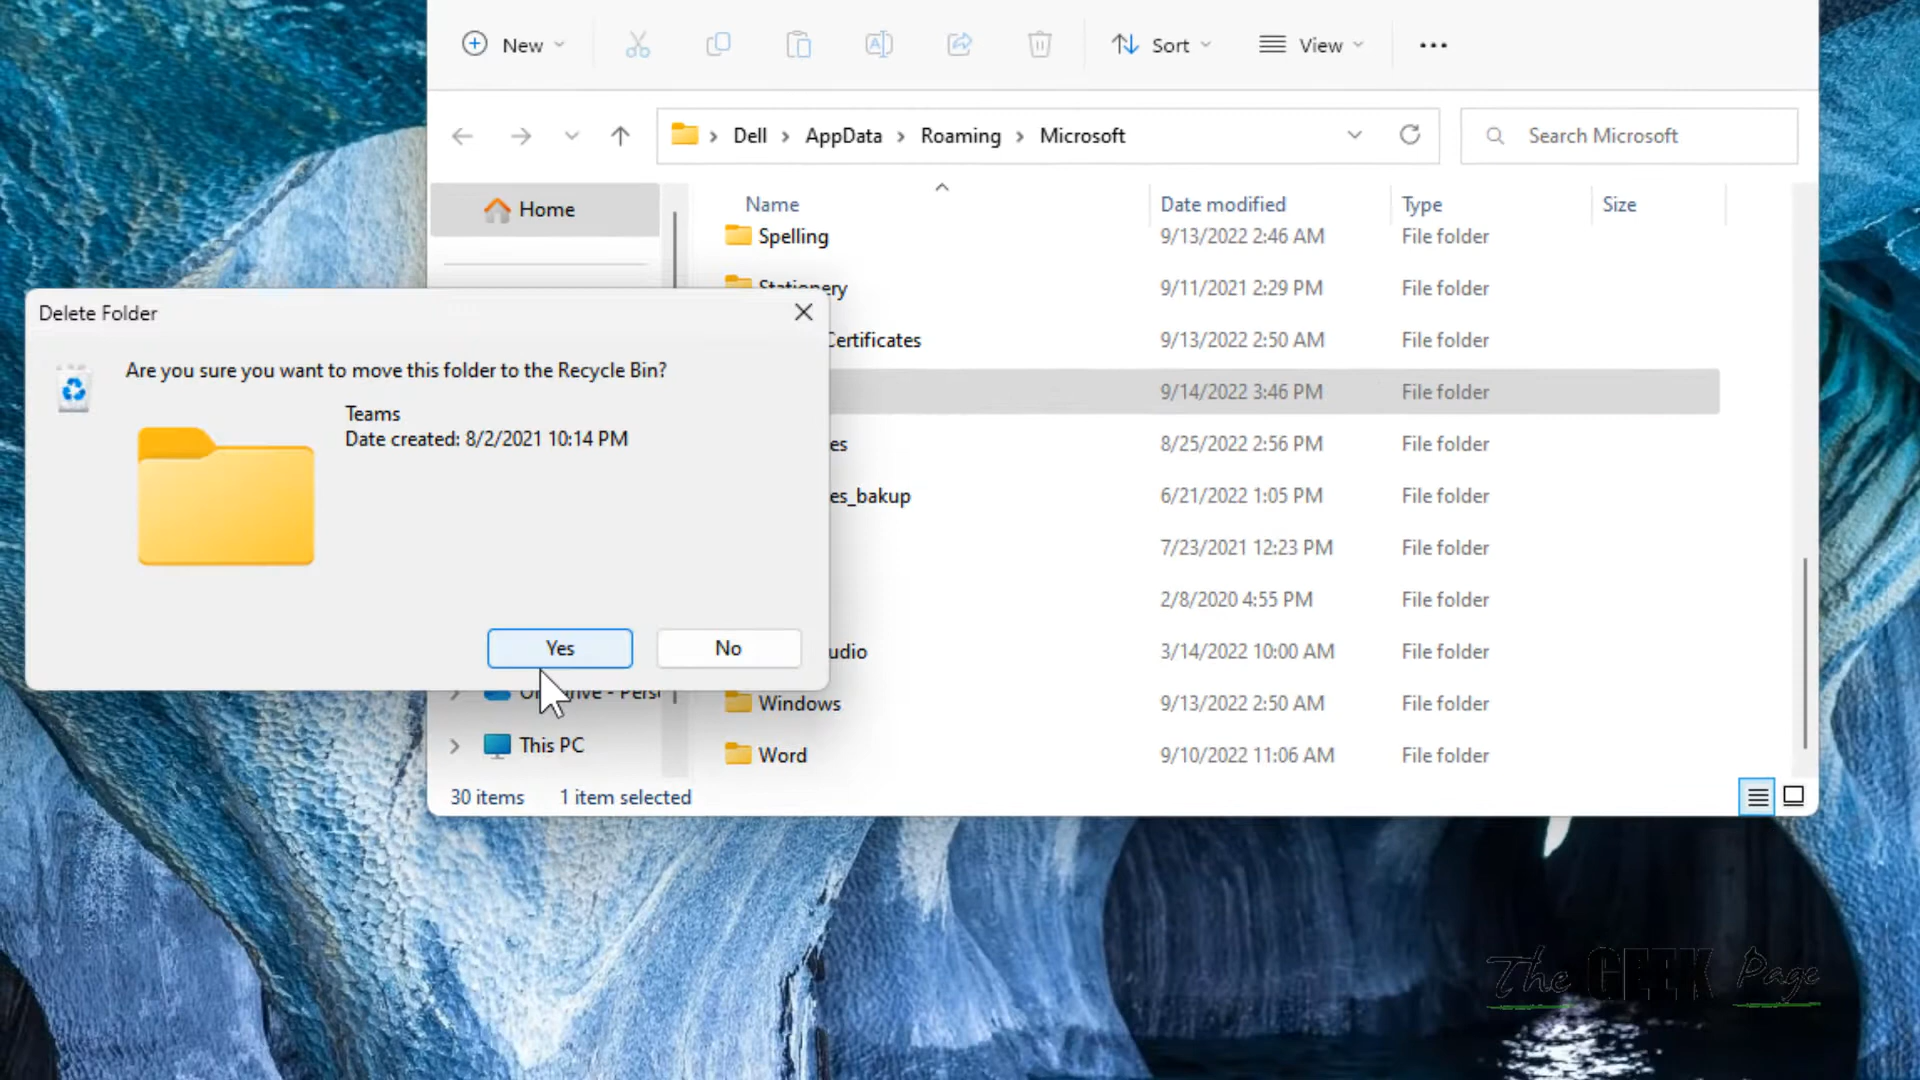 New
Sort
View
Dell
AppData
Roaming
Microsoft
Search Microsoft
Home
Name
Date modified
Type
Size
Spelling
9/13/2022 2:46 AM
File folder
Stationery
9/11/2021 2:29 PM
File folder
Certificates
9/13/2022 2:50 AM
File folder
9/14/2022 3:46 PM
File folder
es
8/25/2022 2:56 PM
File folder
es_bakup
6/21/2022 1:05 PM
File folder
7/23/2021 12:23 PM
File folder
2/8/2020 4:55 PM
File folder
udio
3/14/2022 10:00 AM
File folder
Windows
9/13/2022 2:50 AM
File folder
Word
9/10/2022 11:06 AM
File folder
Delete Folder
Are you sure you want to move this folder to the Recycle Bin?
Teams
Date created: 8/2/2021 10:14 PM
Yes
No
OneDrive - Pers
This PC
30 items
1 item selected
The GEEK Page